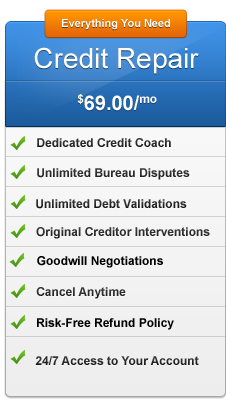 Everything You Need
Credit Repair
$69.00/mo
Dedicated Credit Coach
Unlimited Bureau Disputes
Unlimited Debt Validations
Original Creditor Interventions
Goodwill Negotiations
Cancel Anytime
Risk-Free Refund Policy
24/7 Access to Your Account